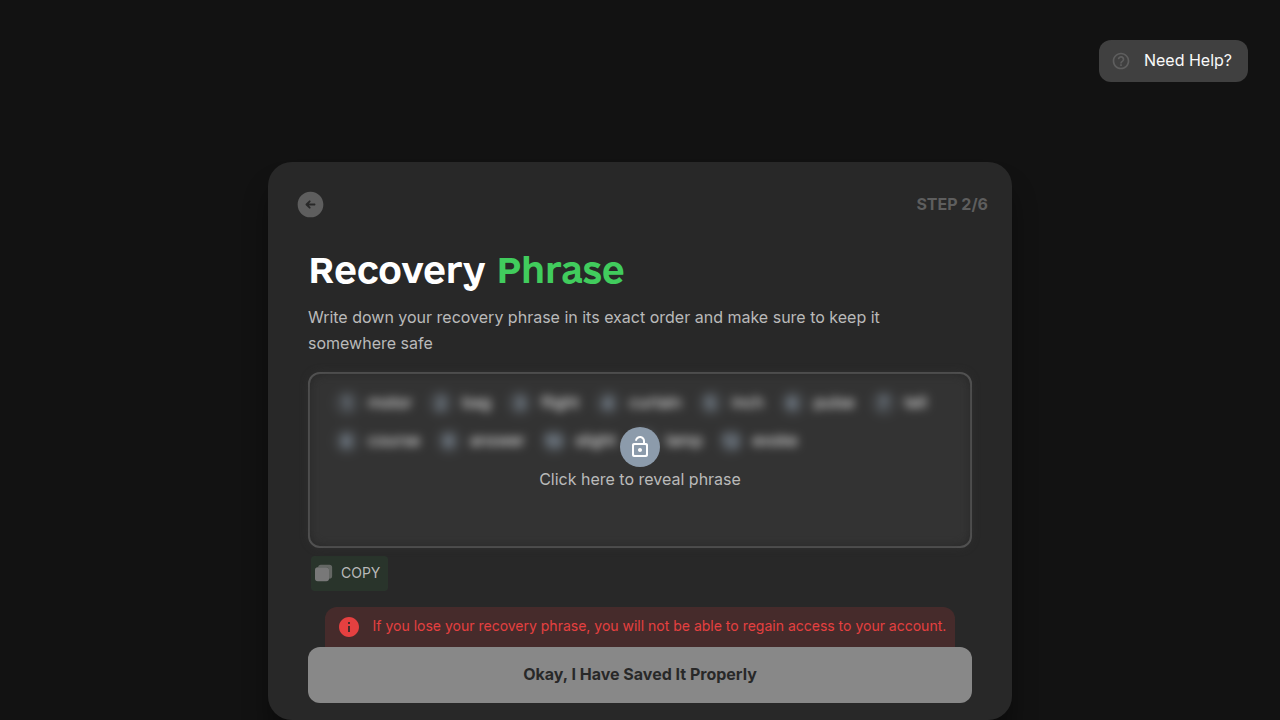 Need Help?
STEP 2/6
Recovery Phrase
Write down your recovery phrase in its exact order and make sure to keep it
somewhere safe
Click here to reveal phrase
COPY
If you lose your recovery phrase, you will not be able to regain access to your account.
Okay, I Have Saved It Properly